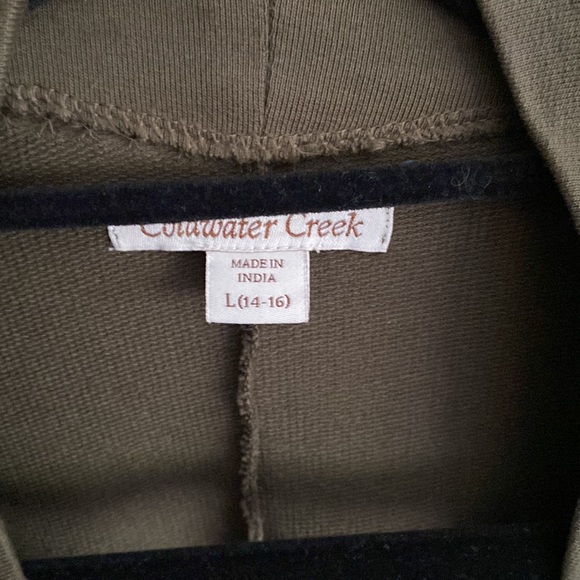 Coldwater Creek
MADE IN
INDIA
L(14-16)